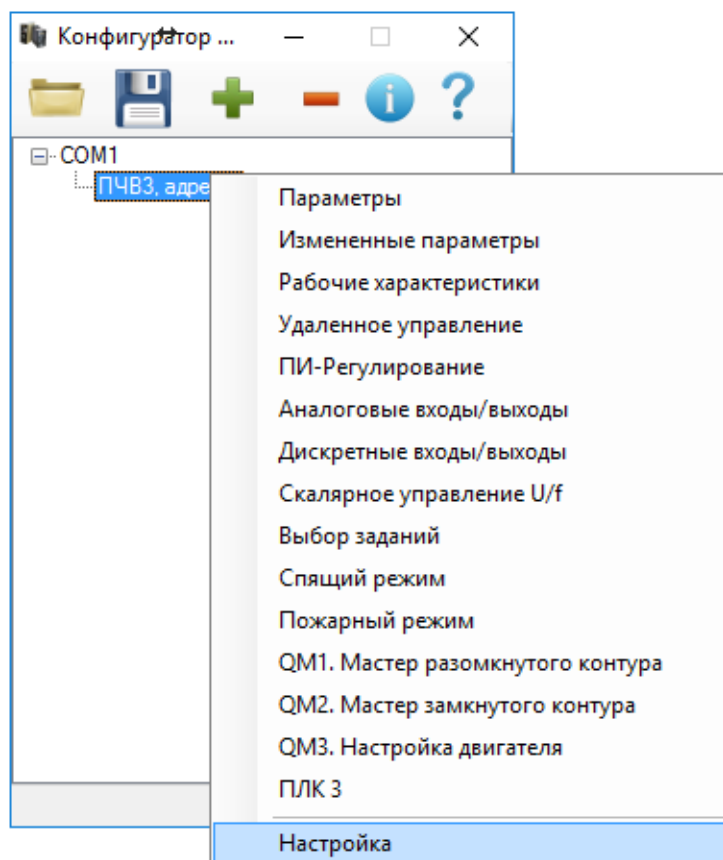 Конфигуратор ...
COM1
ПЧВ3, адре
Параметры
Измененные параметры
Рабочие характеристики
Удаленное управление
ПИ-Регулирование
Аналоговые входы/выходы
Дискретные входы/выходы
Скалярное управление U/f
Выбор заданий
Спящий режим
Пожарный режим
QM1. Мастер разомкнутого контура
QM2. Мастер замкнутого контура
QM3. Настройка двигателя
ПЛК 3
Настройка